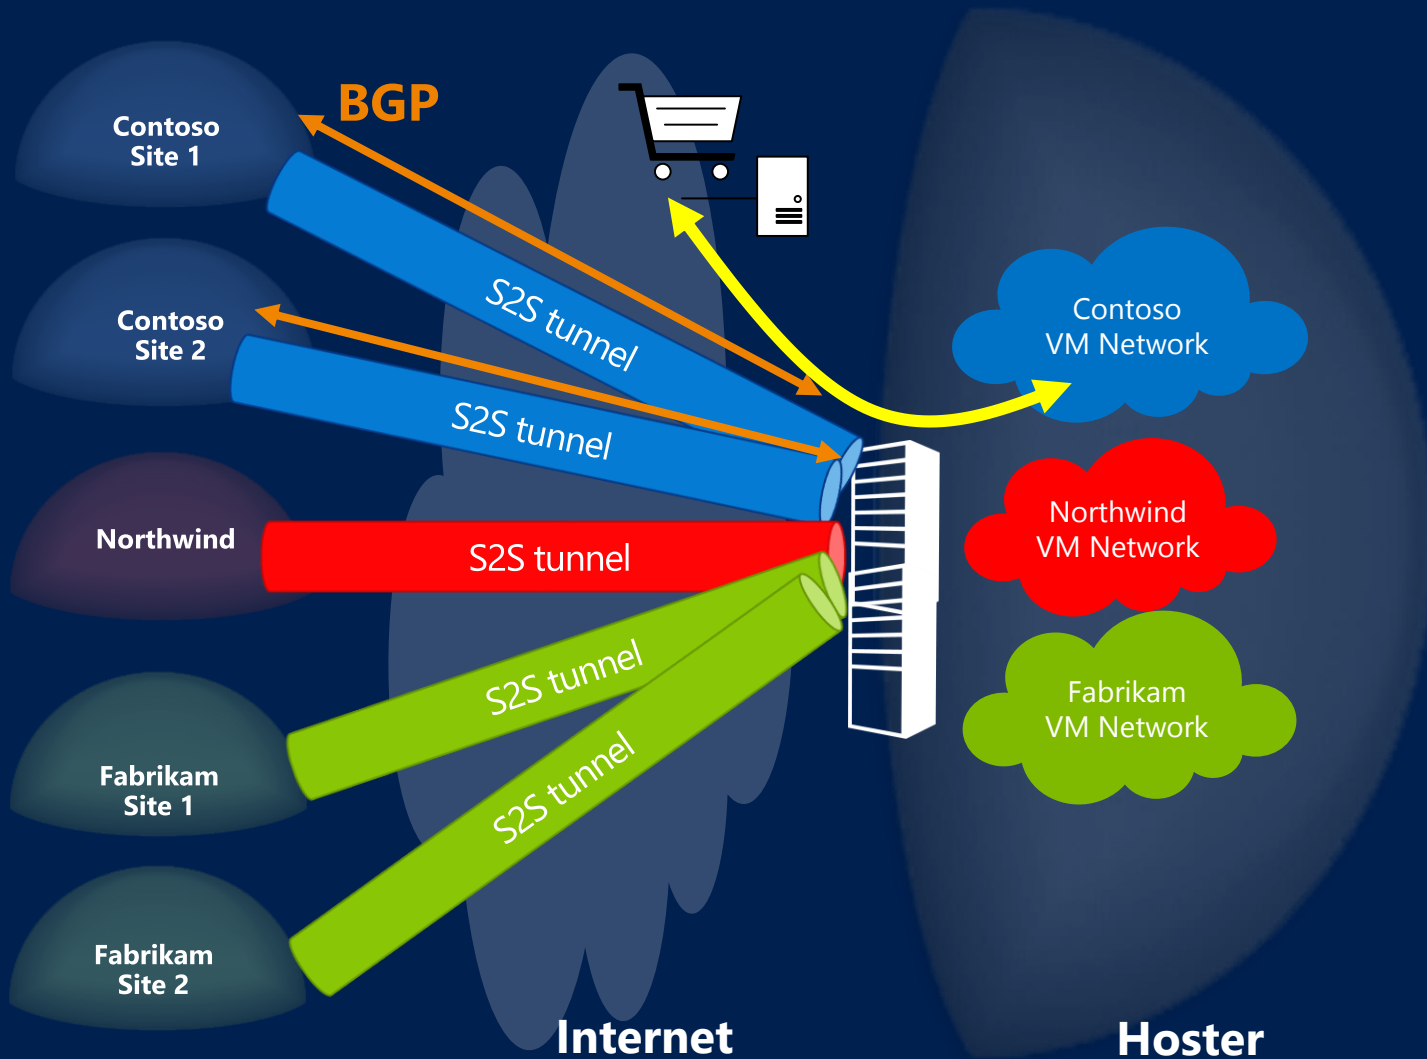 BGP
Contoso
Site 1
S2S tunnel
Contoso
VM Network
Contoso
Site 2
S2S tunnel
Northwind
S2S tunnel
Northwind
VM Network
Fabrikam
Site 1
S2S tunnel
Fabrikam
VM Network
S2S tunnel
Fabrikam
Site 2
Internet
Hoster